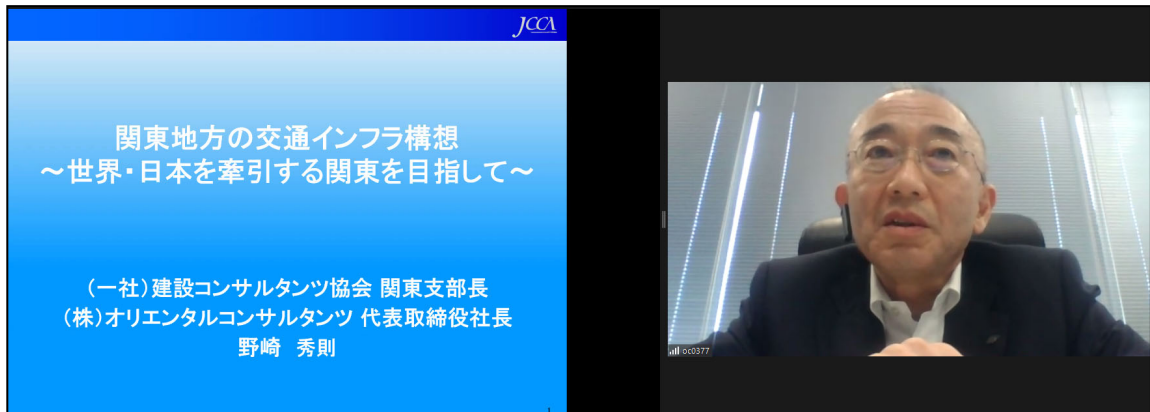 JCCA
関東地方の交通インフラ構想
～世界・日本を牽引する関東を目指して～
（一社）建設コンサルタンツ協会 関東支部長
（株）オリエンタルコンサルタンツ 代表取締役社長
野崎　秀則
1
oc0377